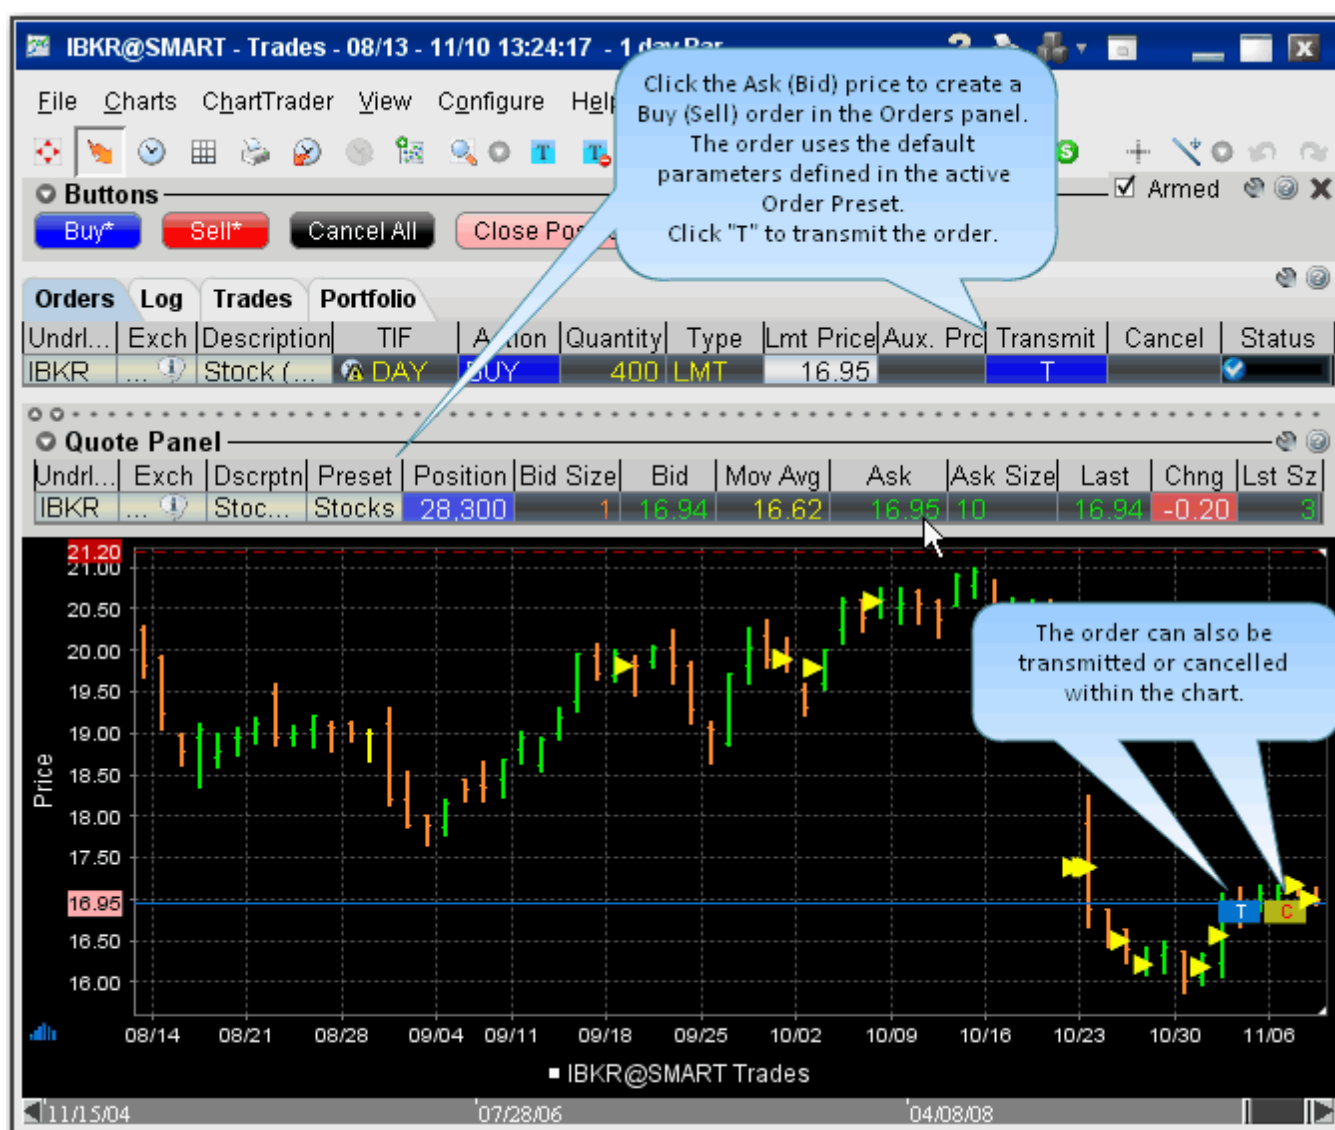 IBKR@SMART - Trades - 08/13 - 11/10 13:24:17 - 1 day Bar
File Charts ChartTrader View Configure Help
Click the Ask (Bid) price to create a
Buy (Sell) order in the Orders panel.
The order uses the default
parameters defined in the active
Order Preset.
Click "T" to transmit the order.
Buttons
Armed
Buy* Sell* Cancel All Close
Orders Log Trades Portfolio
Undrl... Exch Description TIF Action Quantity Type Lmt Price Aux. Prc Transmit Cancel Status
IBKR ... Stock (... DAY BUY 400 LMT 16.95 T
Quote Panel
Undrl... Exch Dscrptn Preset Position Bid Size Bid Mov Avg Ask Ask Size Last Chng Lst Sz
IBKR ... Stoc... Stocks 28,300 1 16.94 16.62 16.95 10 16.94 -0.20 3
21.20
21.00
20.50
20.00
19.50
19.00
18.50
18.00
17.50
16.95
16.50
16.00
Price
The order can also be
transmitted or cancelled
within the chart.
T C
08/14 08/21 08/28 09/04 09/11 09/18 09/25 10/02 10/09 10/16 10/23 10/30 11/06
IBKR@SMART Trades
11/15/04 07/28/06 04/08/08